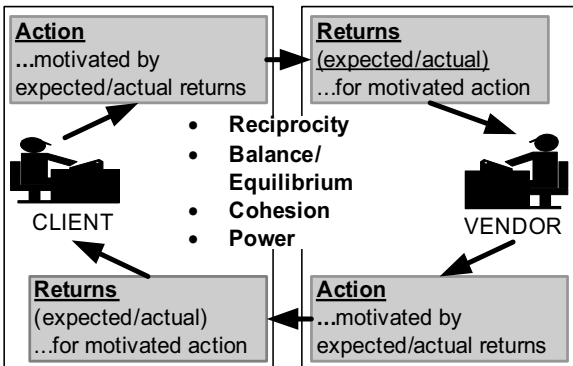 Action
...motivated by
expected/actual returns
Returns
(expected/actual)
...for motivated action
• Reciprocity
• Balance/
Equilibrium
• Cohesion
• Power
CLIENT
VENDOR
Returns
(expected/actual)
...for motivated action
Action
...motivated by
expected/actual returns